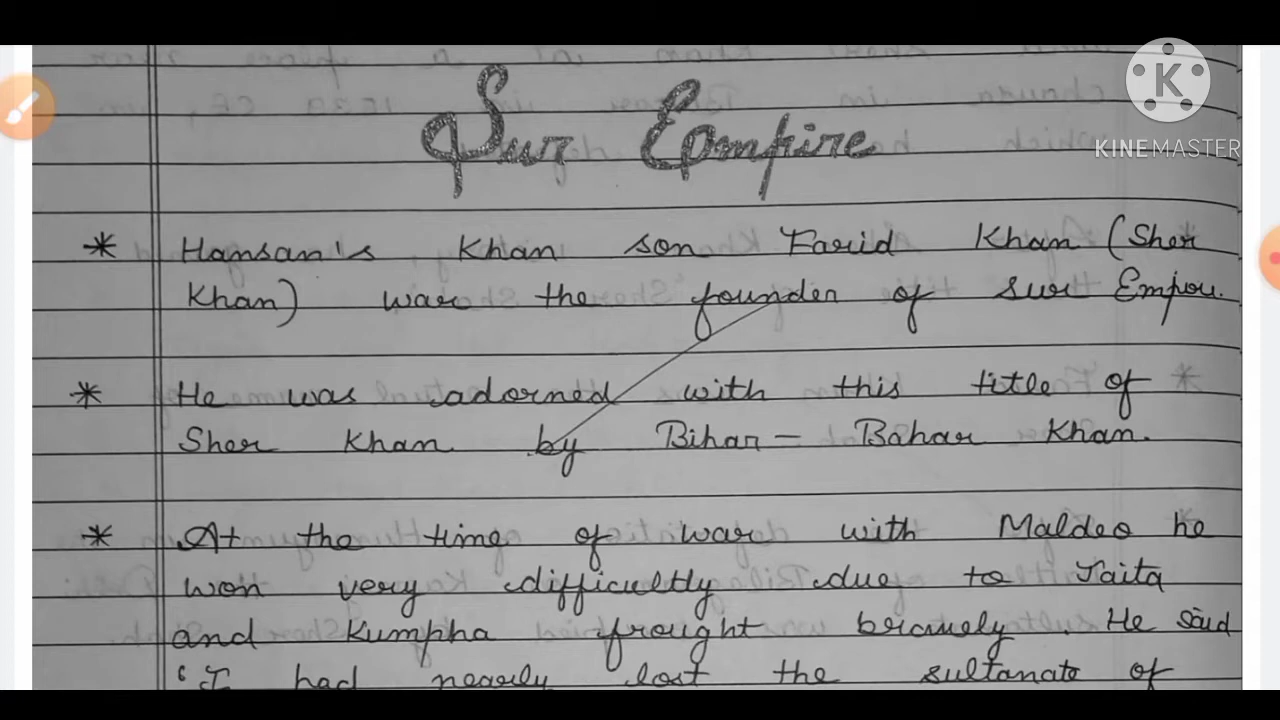 Sur Empire
K
KINEMASTER
* Hansan's Khan son Farid Khan (Sher
Khan) was the founder of sur Empou.
* He was adorned with this title of
Sher Khan by Bihar - Bahar Khan.
* At the time of war with Maldeo he
won very difficultly due to Jaita
and Kumpha frought bravely. He said
'I had nearly lost the sultanate of